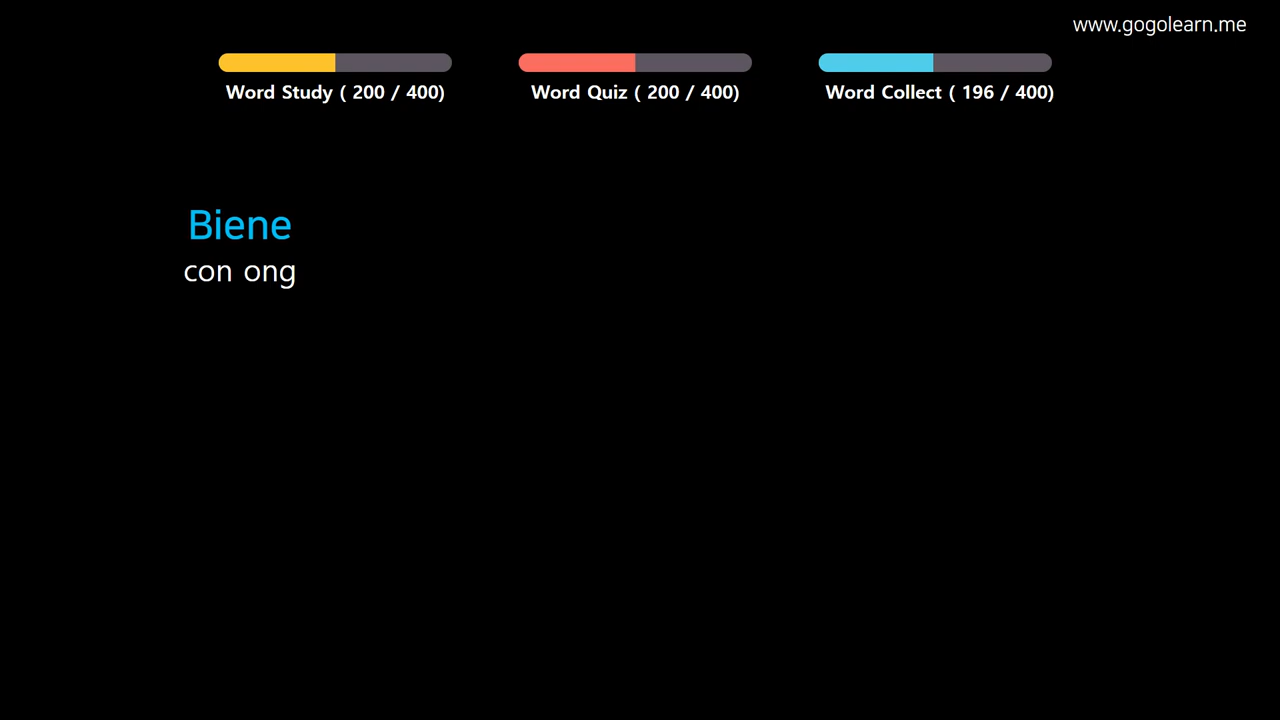 www.gogolearn.me
Word Study ( 200 / 400)
Word Quiz ( 200 / 400)
Word Collect ( 196 / 400)
Biene
con ong